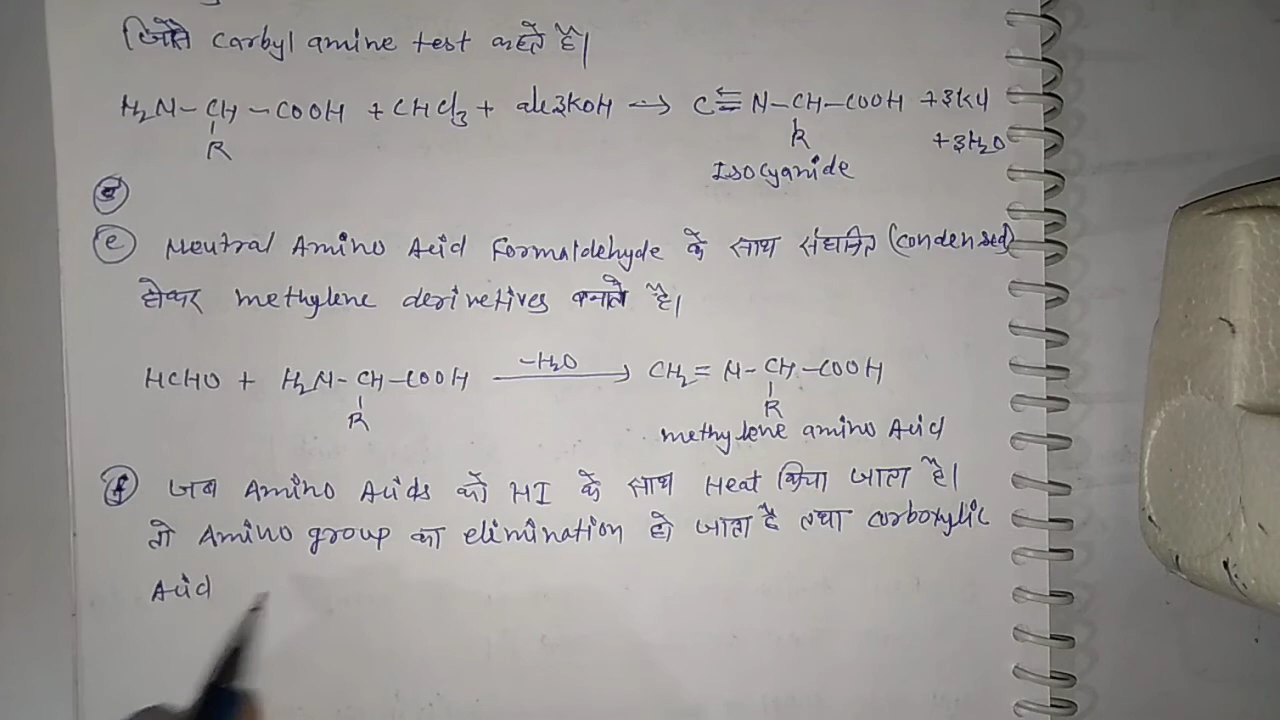 जिसे carbyl amine test कहते है।
H₂N-CH-COOH + CHCl₃ + alc3KOH → C≡N-CH-COOH +3KCl
R R +3H₂O
Isocyanide
(e) Neutral Amino Acid Formaldehyde के साथ संघनित (condensed)
होकर methylene derivetives बनाते है।
HCHO + H₂N-CH-COOH -H₂O → CH₂=N-CH-COOH
R R
methylene amino Acid
(f) जब Amino Acids को HI के साथ Heat किया जाता है।
तो Amino group का elimination हो जाता है तथा carboxylic
Acid